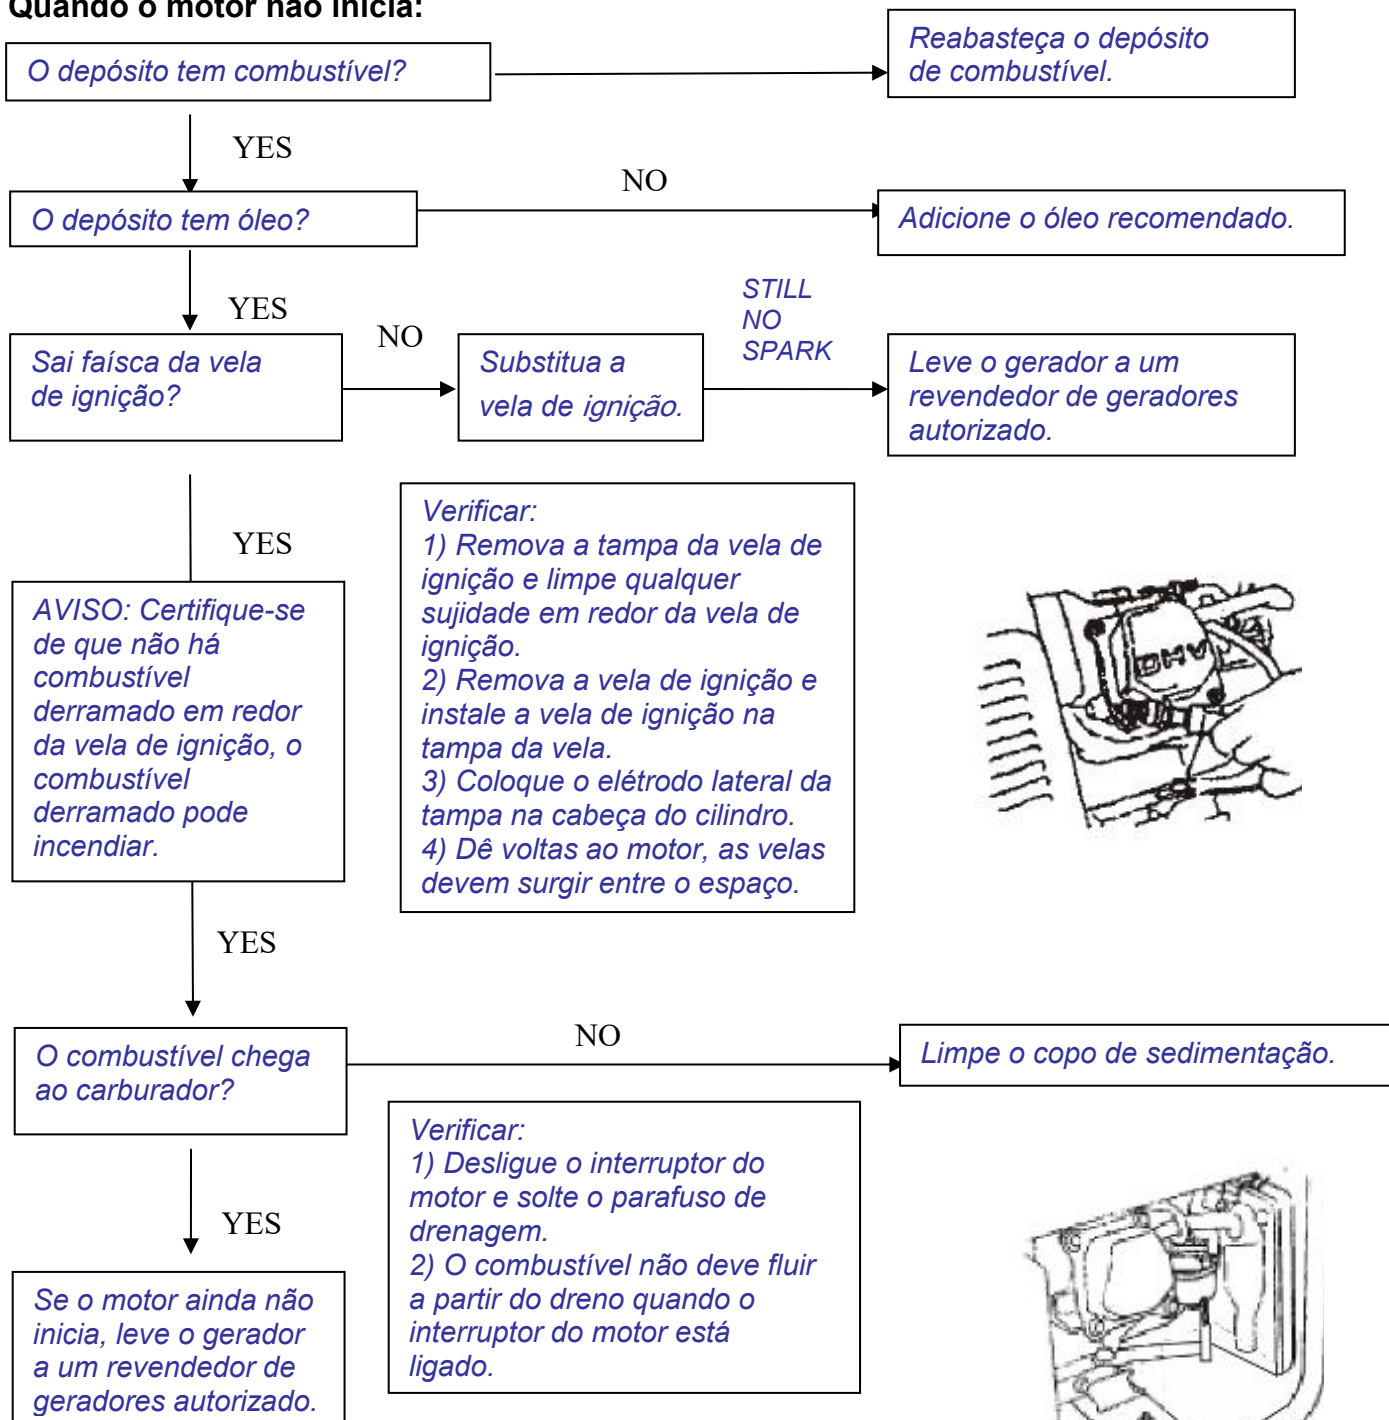 Quando o motor não inicia:
O depósito tem combustível?
Reabasteça o depósito
de combustível.
YES
O depósito tem óleo?
NO
Adicione o óleo recomendado.
YES
Sai faísca da vela
de ignição?
NO
Substitua a
vela de ignição.
STILL
NO
SPARK
Leve o gerador a um
revendedor de geradores
autorizado.
YES
AVISO: Certifique-se
de que não há
combustível
derramado em redor
da vela de ignição, o
combustível
derramado pode
incendiar.
Verificar:
1) Remova a tampa da vela de
ignição e limpe qualquer
sujidade em redor da vela de
ignição.
2) Remova a vela de ignição e
instale a vela de ignição na
tampa da vela.
3) Coloque o elétrodo lateral da
tampa na cabeça do cilindro.
4) Dê voltas ao motor, as velas
devem surgir entre o espaço.
OHV
YES
O combustível chega
ao carburador?
NO
Limpe o copo de sedimentação.
Verificar:
1) Desligue o interruptor do
motor e solte o parafuso de
drenagem.
2) O combustível não deve fluir
a partir do dreno quando o
interruptor do motor está
ligado.
YES
Se o motor ainda não
inicia, leve o gerador
a um revendedor de
geradores autorizado.